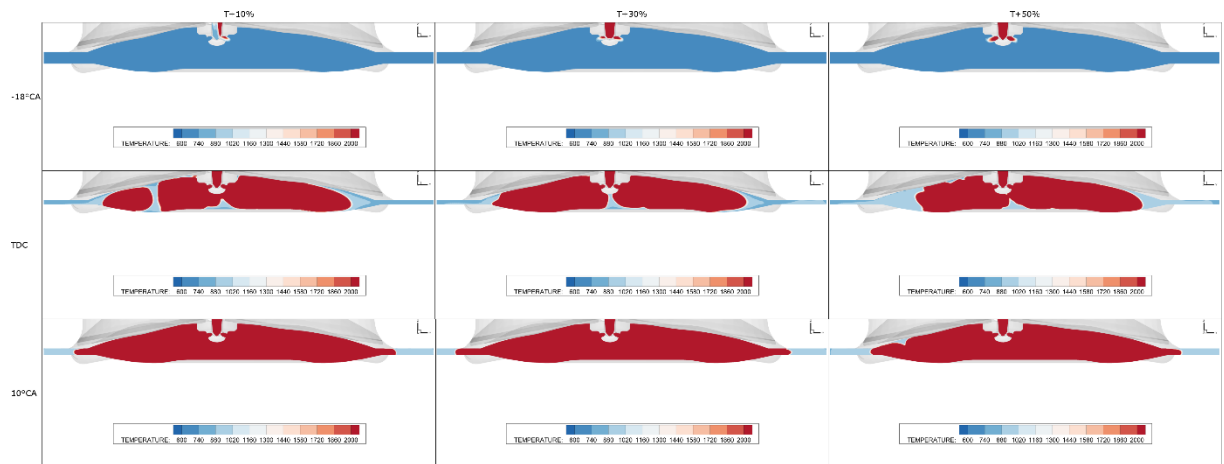 T−10% T−30% T+50%
-18°CA
TEMPERATURE: 600 740 880 1020 1160 1300 1440 1580 1720 1860 2000
TEMPERATURE: 600 740 880 1020 1160 1300 1440 1580 1720 1860 2000
TEMPERATURE: 600 740 880 1020 1160 1300 1440 1580 1720 1860 2000
TDC
TEMPERATURE: 600 740 880 1020 1160 1300 1440 1580 1720 1860 2000
TEMPERATURE: 600 740 880 1020 1160 1300 1440 1580 1720 1860 2000
TEMPERATURE: 600 740 880 1020 1160 1300 1440 1580 1720 1860 2000
10°CA
TEMPERATURE: 600 740 880 1020 1160 1300 1440 1580 1720 1860 2000
TEMPERATURE: 600 740 880 1020 1160 1300 1440 1580 1720 1860 2000
TEMPERATURE: 600 740 880 1020 1160 1300 1440 1580 1720 1860 2000